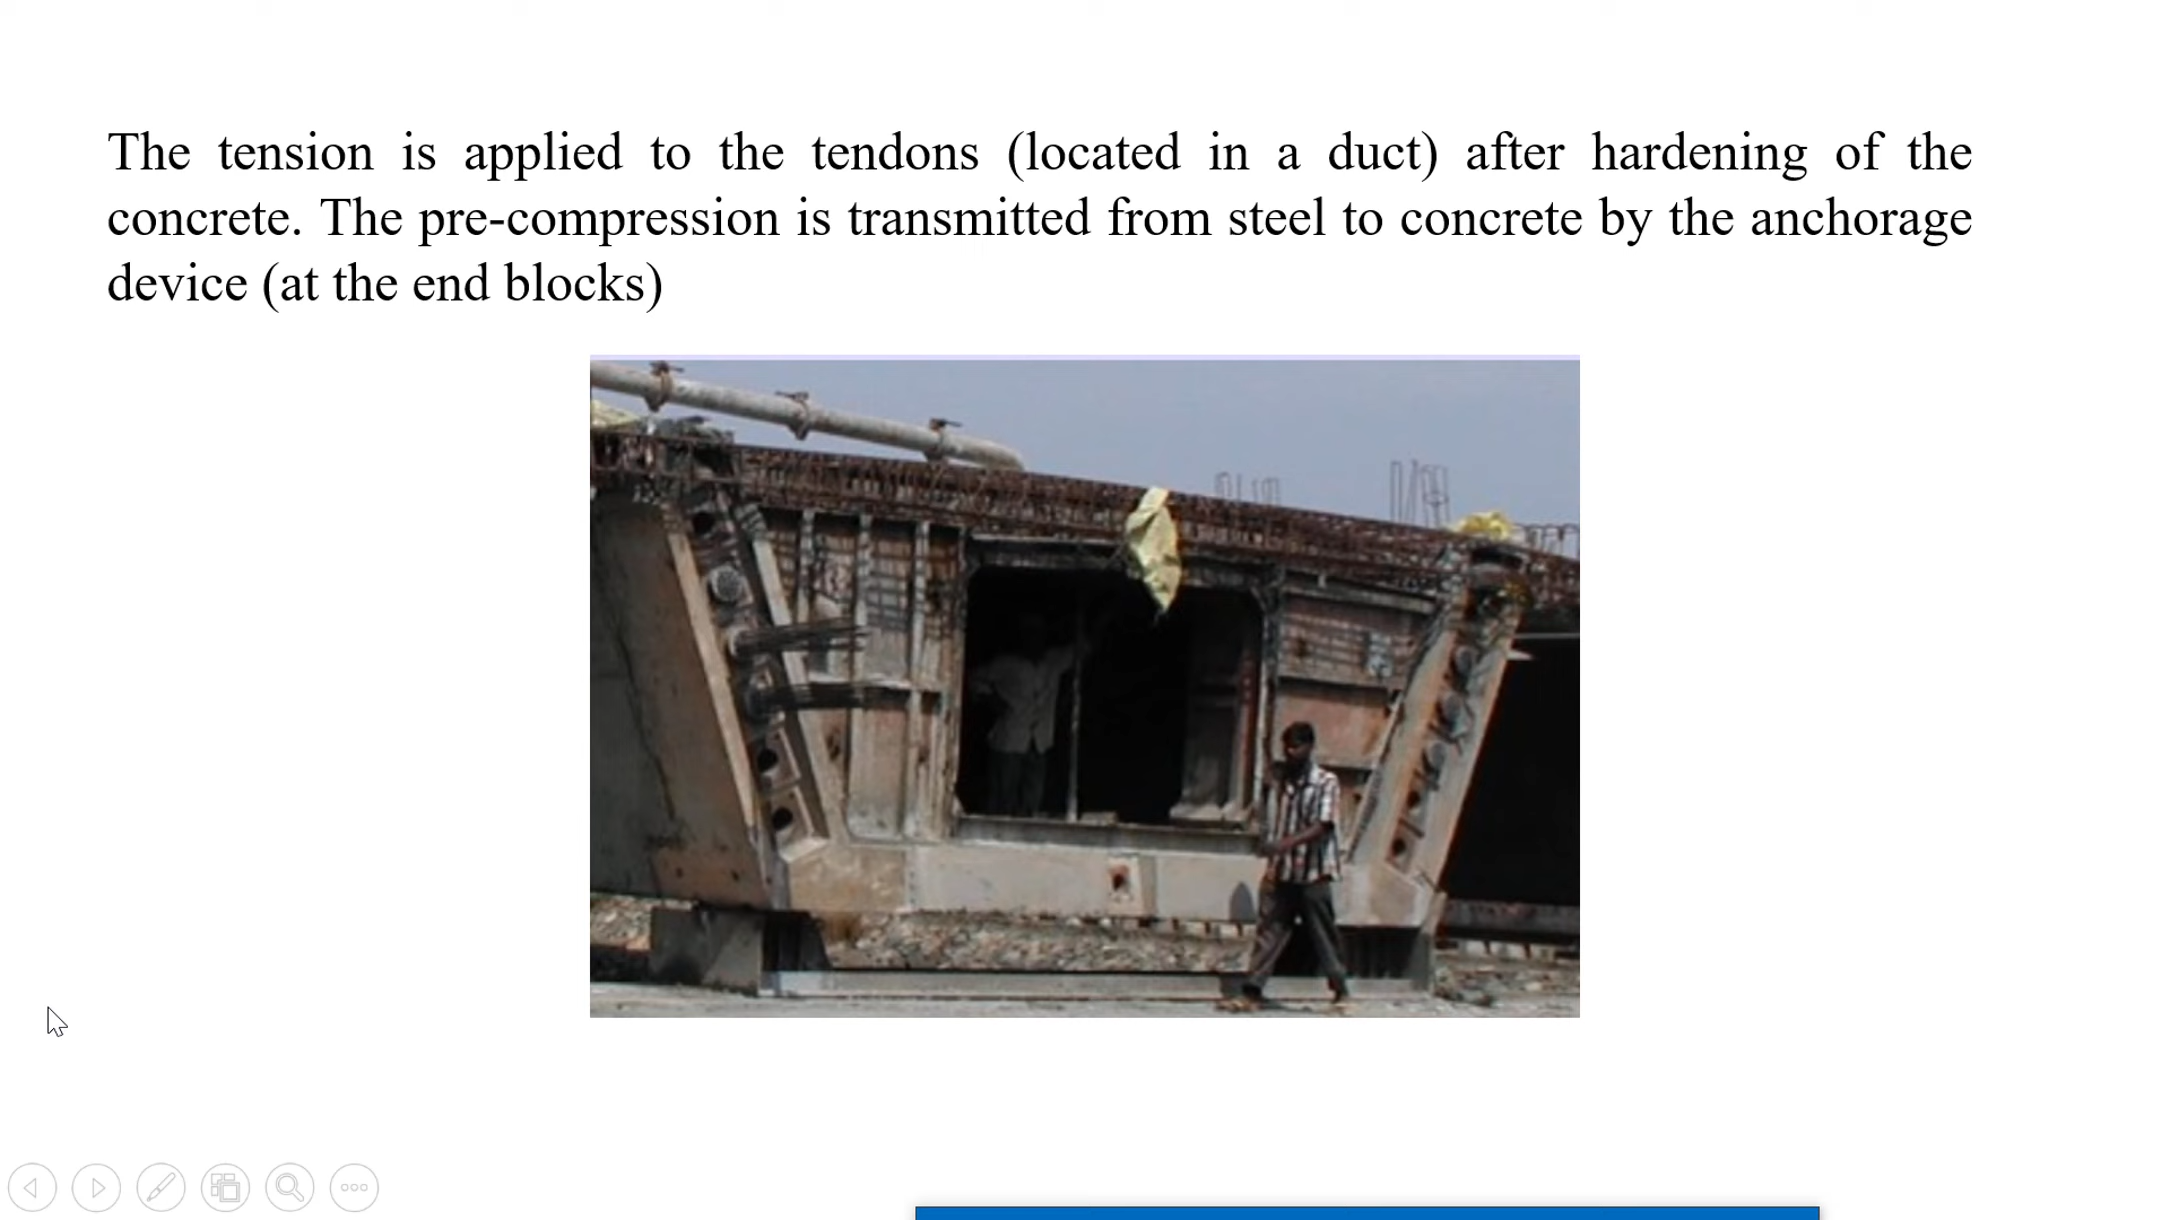 The tension is applied to the tendons (located in a duct) after hardening of the
concrete. The pre-compression is transmitted from steel to concrete by the anchorage
device (at the end blocks)